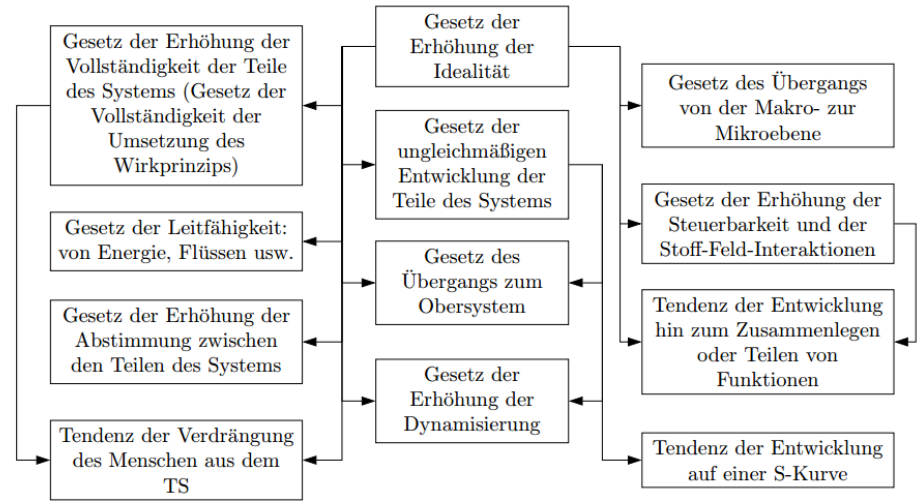 Gesetz der Erhöhung der
Vollständigkeit der Teile
des Systems (Gesetz der
Vollständigkeit der
Umsetzung des
Wirkprinzips)
Gesetz der Leitfähigkeit:
von Energie, Flüssen usw.
Gesetz der Erhöhung der
Abstimmung zwischen
den Teilen des Systems
Tendenz der Verdrängung
des Menschen aus dem
TS
Gesetz der
Erhöhung der
Idealität
Gesetz der
ungleichmäßigen
Entwicklung der
Teile des Systems
Gesetz des
Übergangs zum
Obersystem
Gesetz der
Erhöhung der
Dynamisierung
Gesetz des Übergangs
von der Makro- zur
Mikroebene
Gesetz der Erhöhung der
Steuerbarkeit und der
Stoff-Feld-Interaktionen
Tendenz der Entwicklung
hin zum Zusammenlegen
oder Teilen von
Funktionen
Tendenz der Entwicklung
auf einer S-Kurve